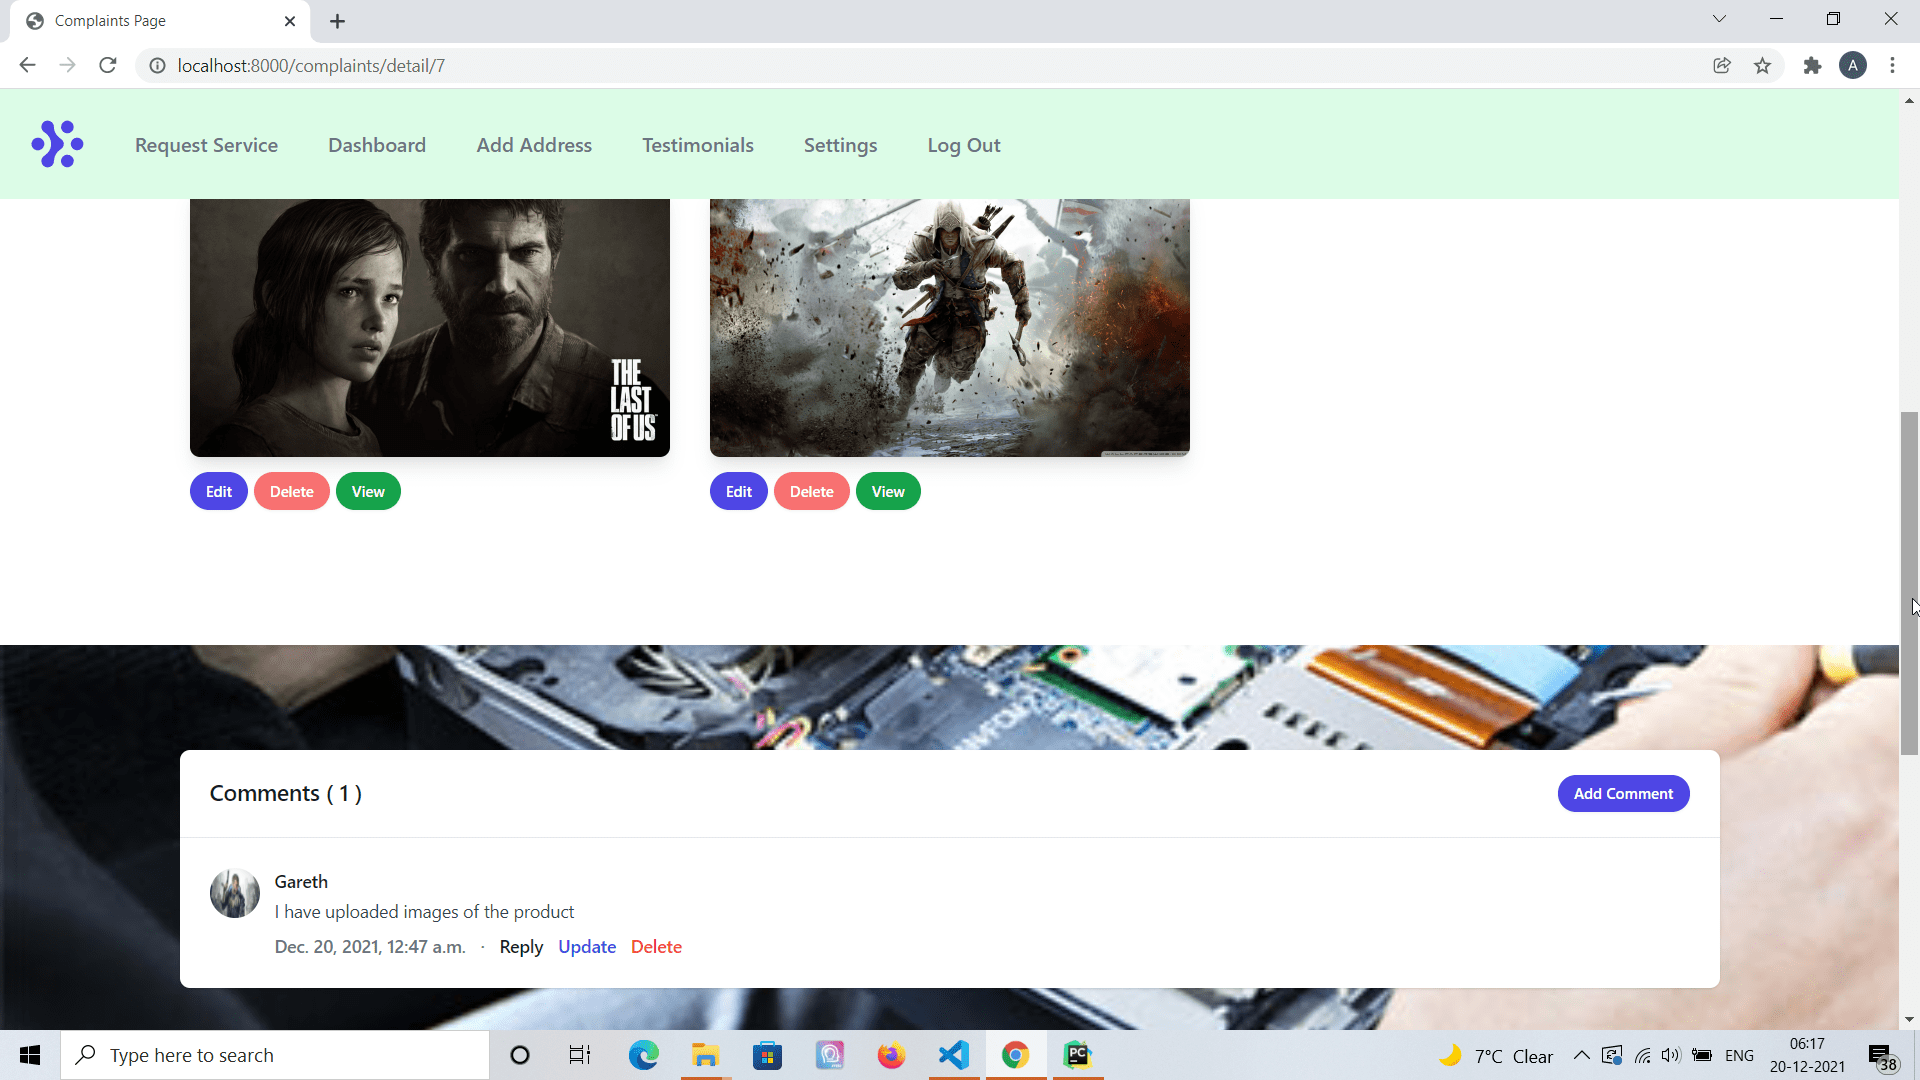 Complaints Page
localhost:8000/complaints/detail/7
A
Request Service
Dashboard
Add Address
Testimonials
Settings
Log Out
THE
LAST
OF US
Edit
Delete
View
Edit
Delete
View
Comments ( 1 )
Add Comment
Gareth
I have uploaded images of the product
Dec. 20, 2021, 12:47 a.m. · Reply Update Delete
Type here to search
PC
7°C Clear
ENG
06:17
20-12-2021
38